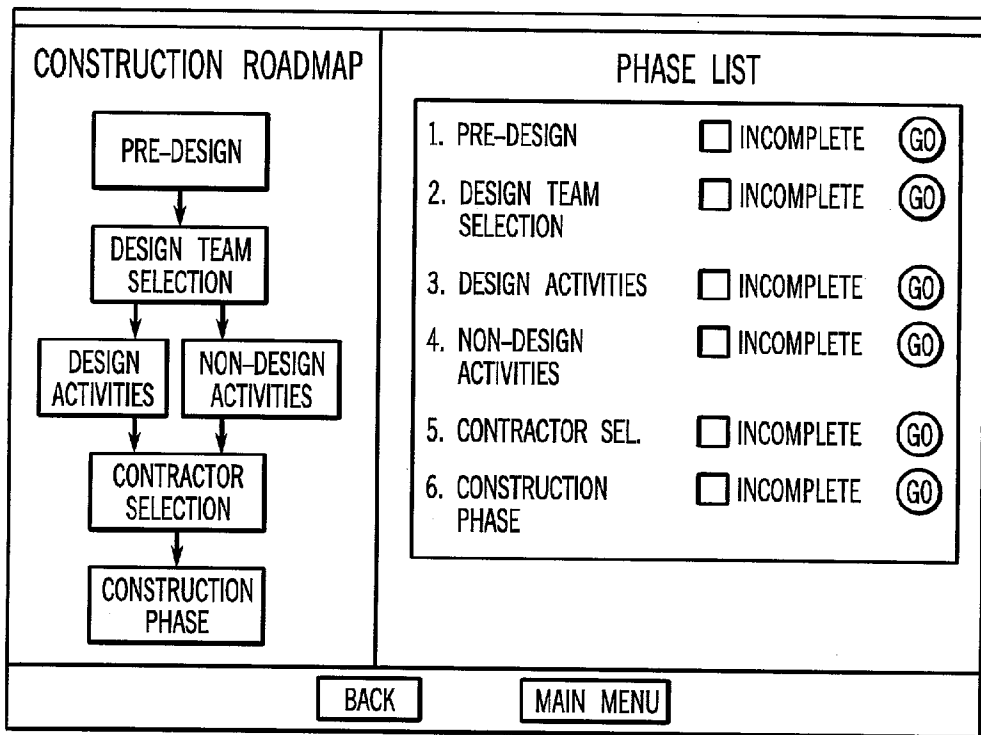 CONSTRUCTION ROADMAP
PRE–DESIGN
DESIGN TEAM
SELECTION
DESIGN
ACTIVITIES
NON–DESIGN
ACTIVITIES
CONTRACTOR
SELECTION
CONSTRUCTION
PHASE
PHASE LIST
1. PRE–DESIGN INCOMPLETE GO
2. DESIGN TEAM INCOMPLETE GO
SELECTION
3. DESIGN ACTIVITIES INCOMPLETE GO
4. NON–DESIGN INCOMPLETE GO
ACTIVITIES
5. CONTRACTOR SEL. INCOMPLETE GO
6. CONSTRUCTION INCOMPLETE GO
PHASE
BACK MAIN MENU